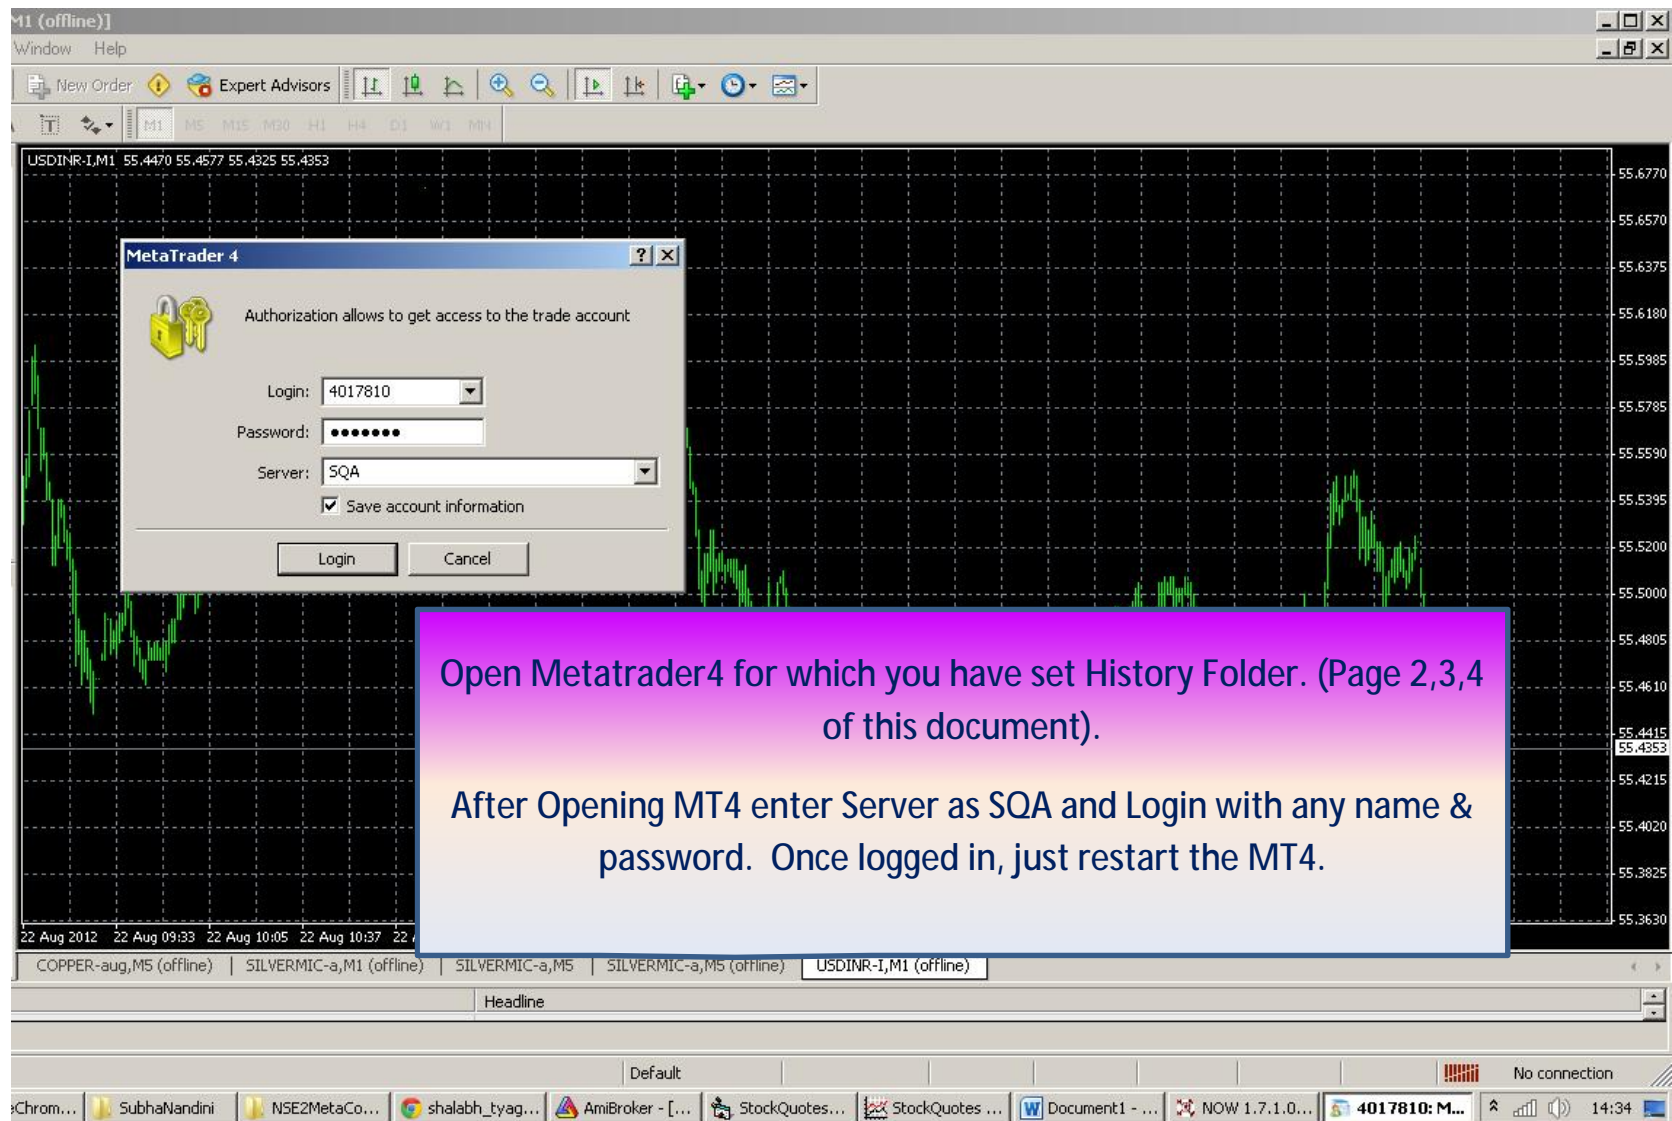 M1 (offline)]
Window Help
New Order Expert Advisors
T M1 M5 M15 M30 H1 H4 D1 W1 MN
USDINR-I,M1 55.4470 55.4577 55.4325 55.4353
55.6770
55.6570
55.6375
55.6180
55.5985
55.5785
55.5590
55.5395
55.5200
55.5000
55.4805
55.4610
55.4415
55.4353
55.4215
55.4020
55.3825
55.3630
MetaTrader 4
Authorization allows to get access to the trade account
Login: 4017810
Password: •••••••
Server: SQA
Save account information
Login Cancel
Open Metatrader4 for which you have set History Folder. (Page 2,3,4
of this document).
After Opening MT4 enter Server as SQA and Login with any name &
password. Once logged in, just restart the MT4.
22 Aug 2012 22 Aug 09:33 22 Aug 10:05 22 Aug 10:37 22
COPPER-aug,M5 (offline) SILVERMIC-a,M1 (offline) SILVERMIC-a,M5 SILVERMIC-a,M5 (offline) USDINR-I,M1 (offline)
Headline
Default No connection
Chrom... SubhaNandini NSE2MetaCo... shalabh_tyag... AmiBroker - [... StockQuotes... StockQuotes ... Document1 - ... NOW 1.7.1.0... 4017810: M... 14:34